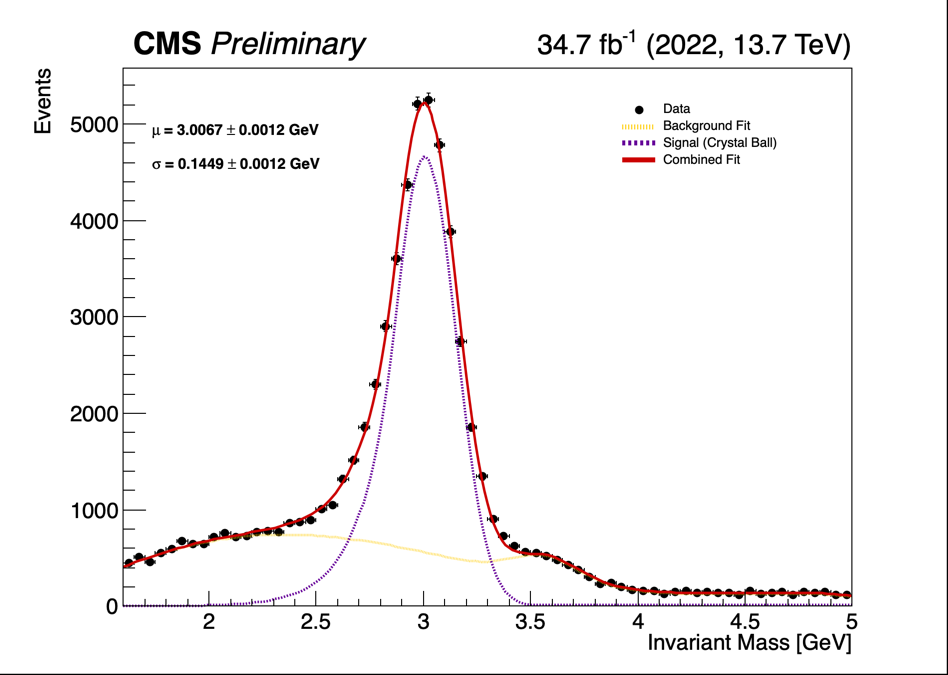 CMS Preliminary 34.7 fb⁻¹ (2022, 13.7 TeV)
Events
μ = 3.0067 ± 0.0012 GeV
σ = 0.1449 ± 0.0012 GeV
Data
Background Fit
Signal (Crystal Ball)
Combined Fit
5000
4000
3000
2000
1000
0
2 2.5 3 3.5 4 4.5 5
Invariant Mass [GeV]